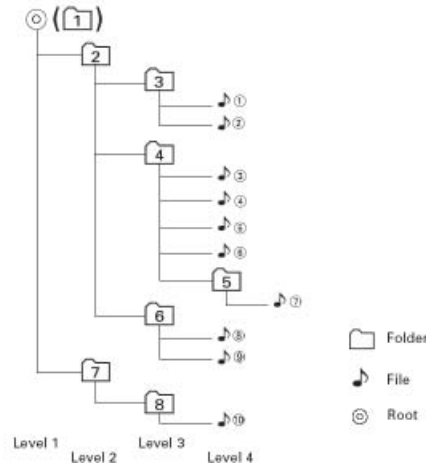 (1)
2
3
①
②
4
③
④
⑤
⑥
5
⑦
6
⑧
⑨
7
8
⑩
Folder
File
Root
Level 1
Level 2
Level 3
Level 4